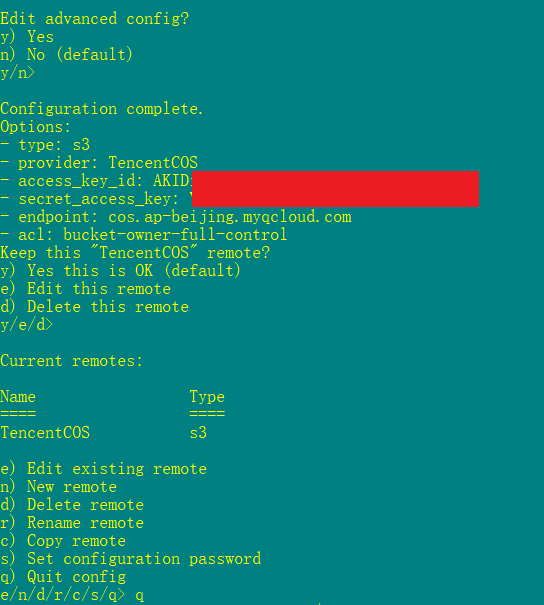 Edit advanced config?
y) Yes
n) No (default)
y/n>
Configuration complete.
Options:
- type: s3
- provider: TencentCOS
- access_key_id: AKID
- secret_access_key:
- endpoint: cos.ap-beijing.myqcloud.com
- acl: bucket-owner-full-control
Keep this "TencentCOS" remote?
y) Yes this is OK (default)
e) Edit this remote
d) Delete this remote
y/e/d>
Current remotes:
Name                 Type
====                 ====
TencentCOS           s3
e) Edit existing remote
n) New remote
d) Delete remote
r) Rename remote
c) Copy remote
s) Set configuration password
q) Quit config
e/n/d/r/c/s/q> q